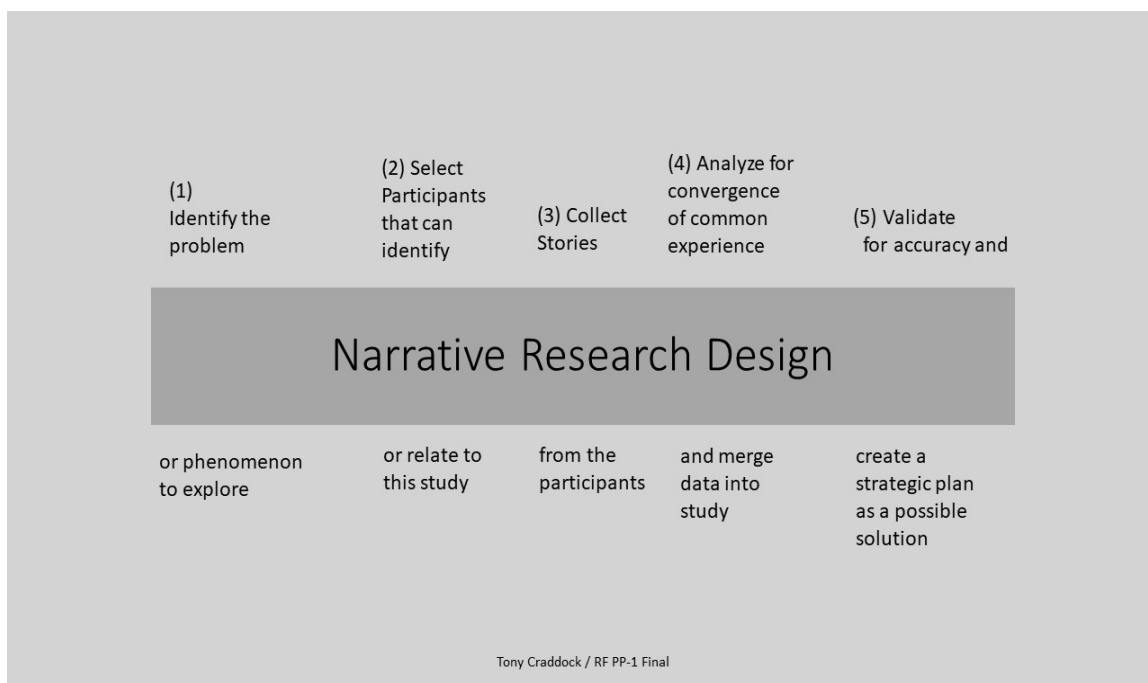 (1)
Identify the
problem
(2) Select
Participants
that can
identify
(3) Collect
Stories
(4) Analyze for
convergence
of common
experience
(5) Validate
for accuracy and
Narrative Research Design
or phenomenon
to explore
or relate to
this study
from the
participants
and merge
data into
study
create a
strategic plan
as a possible
solution
Tony Craddock / RF PP-1 Final